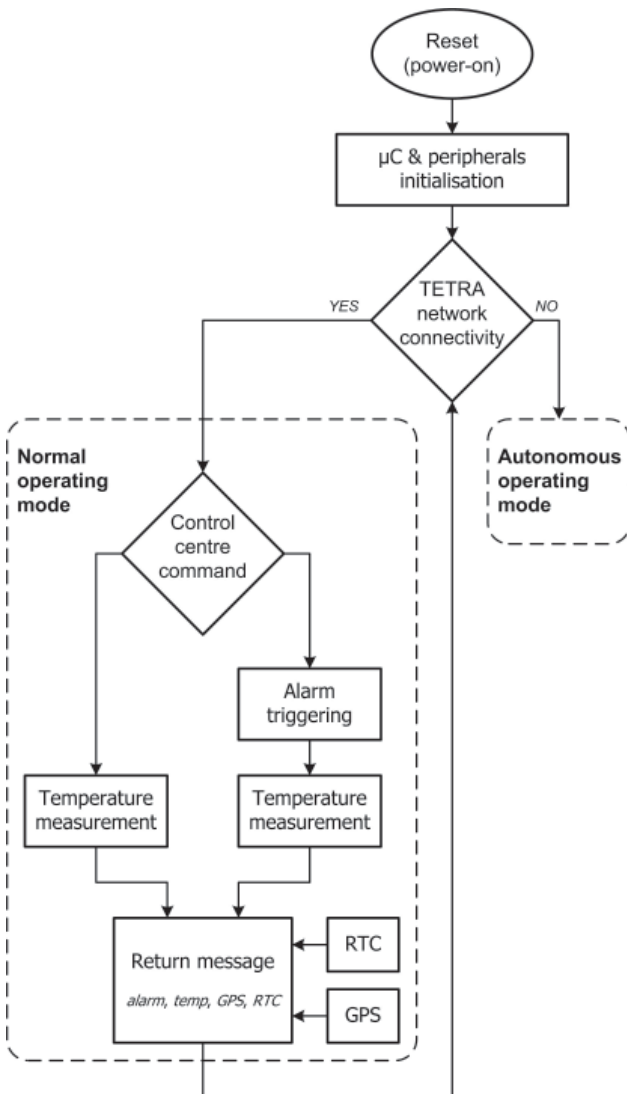 Reset
(power-on)
µC & peripherals
initialisation
TETRA
network
connectivity
YES
NO
Normal
operating
mode
Autonomous
operating
mode
Control
centre
command
Alarm
triggering
Temperature
measurement
Temperature
measurement
Return message
alarm, temp, GPS, RTC
RTC
GPS